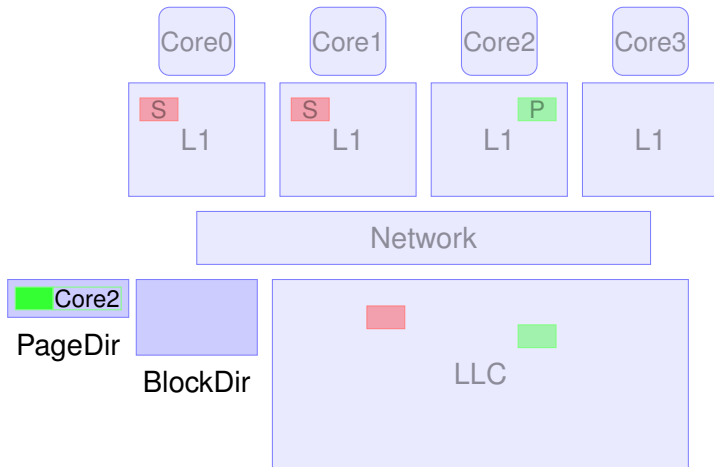 Core0
Core1
Core2
Core3
S
S
P
L1
L1
L1
L1
Network
Core2
PageDir
BlockDir
LLC